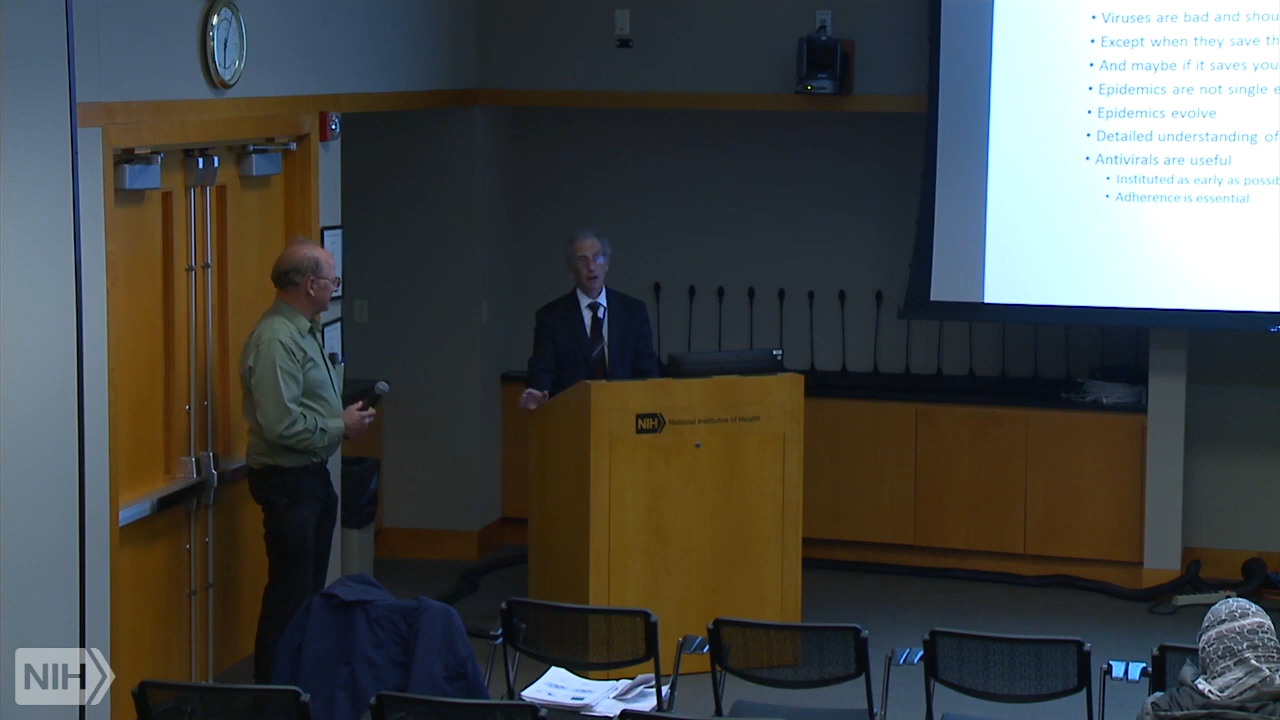 • Viruses are bad and shou
• Except when they save th
• And maybe if it saves you
• Epidemics are not single e
• Epidemics evolve
• Detailed understanding of
• Antivirals are useful
• Instituted as early as possib
• Adherence is essential
NIH National Institutes of Health
NIH